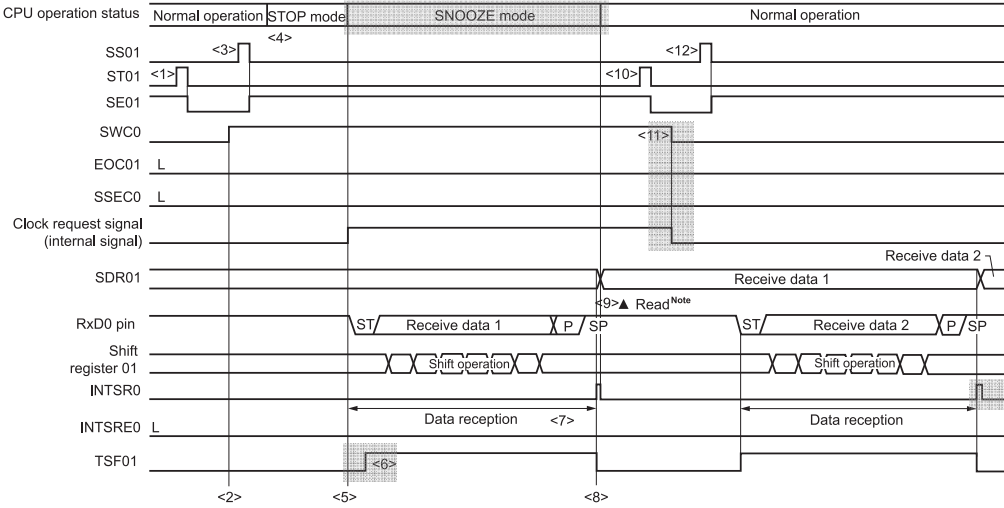 CPU operation status Normal operation STOP mode SNOOZE mode Normal operation
<4>
SS01 <3> <12>
ST01 <1> <10>
SE01
SWC0 <11>
EOC01 L
SSEC0 L
Clock request signal
(internal signal)
Receive data 2
SDR01 Receive data 1
<9>▲ Read Note
RxD0 pin ST Receive data 1 P SP ST Receive data 2 P SP
Shift
register 01 Shift operation Shift operation
INTSR0
Data reception <7> Data reception
INTSRE0 L
TSF01 <6>
<2> <5> <8>